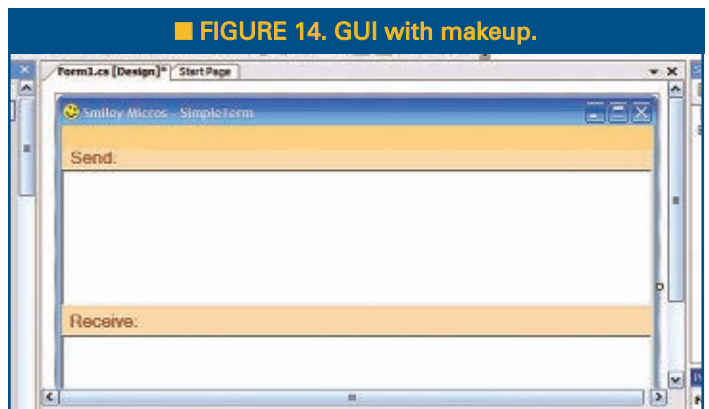 ■ FIGURE 14. GUI with makeup.
Form1.cs [Design]* Start Page
Smiley Micros - SimpleTerm
Send:
Receive: